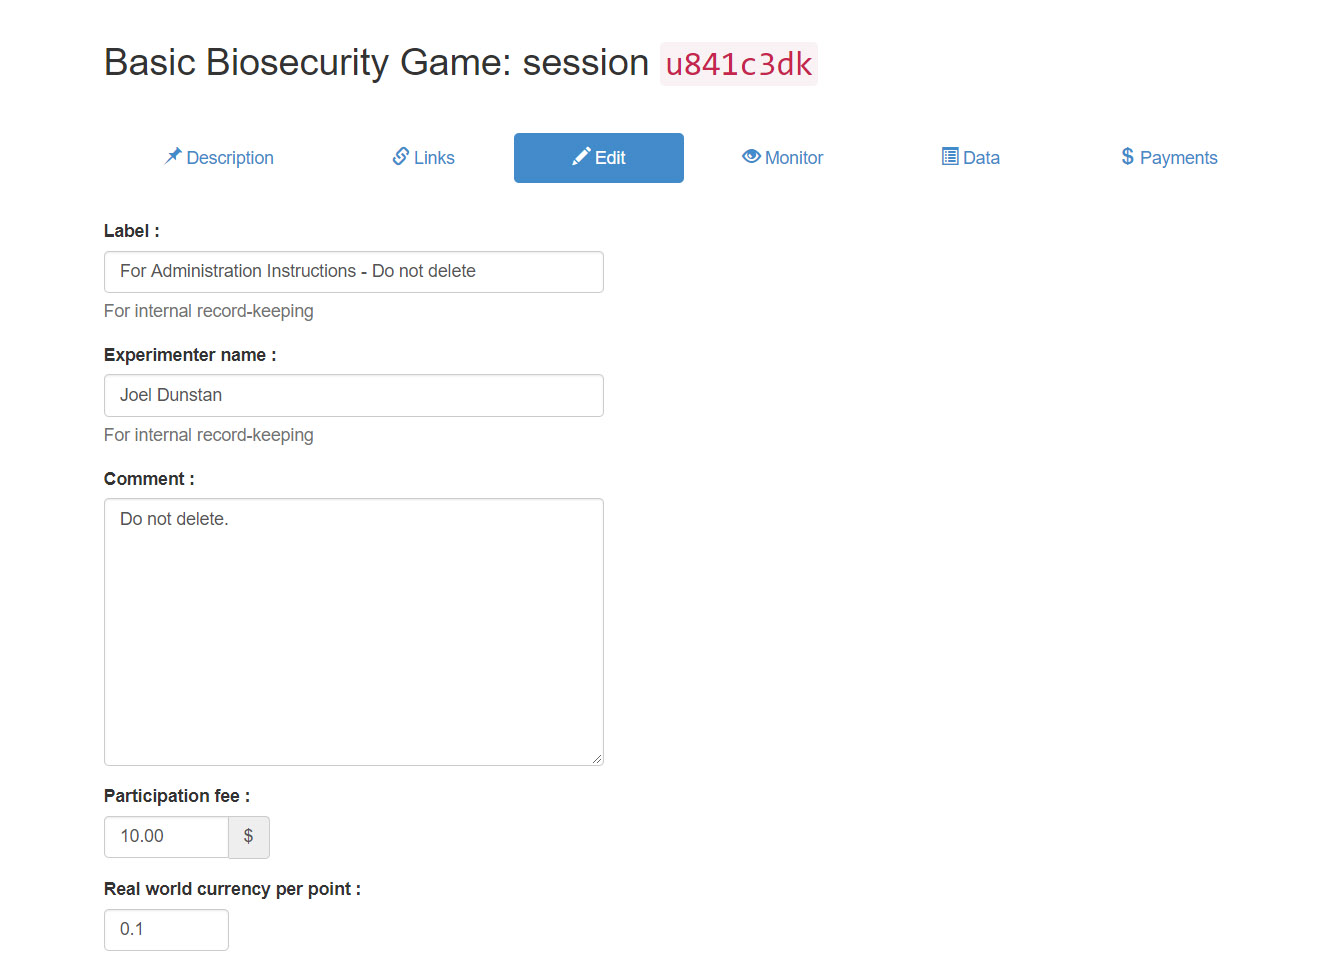 Basic Biosecurity Game: session u841c3dk
Description Links Edit Monitor Data $ Payments
Label :
For Administration Instructions - Do not delete
For internal record-keeping
Experimenter name :
Joel Dunstan
For internal record-keeping
Comment :
Do not delete.
Participation fee :
10.00 $
Real world currency per point :
0.1